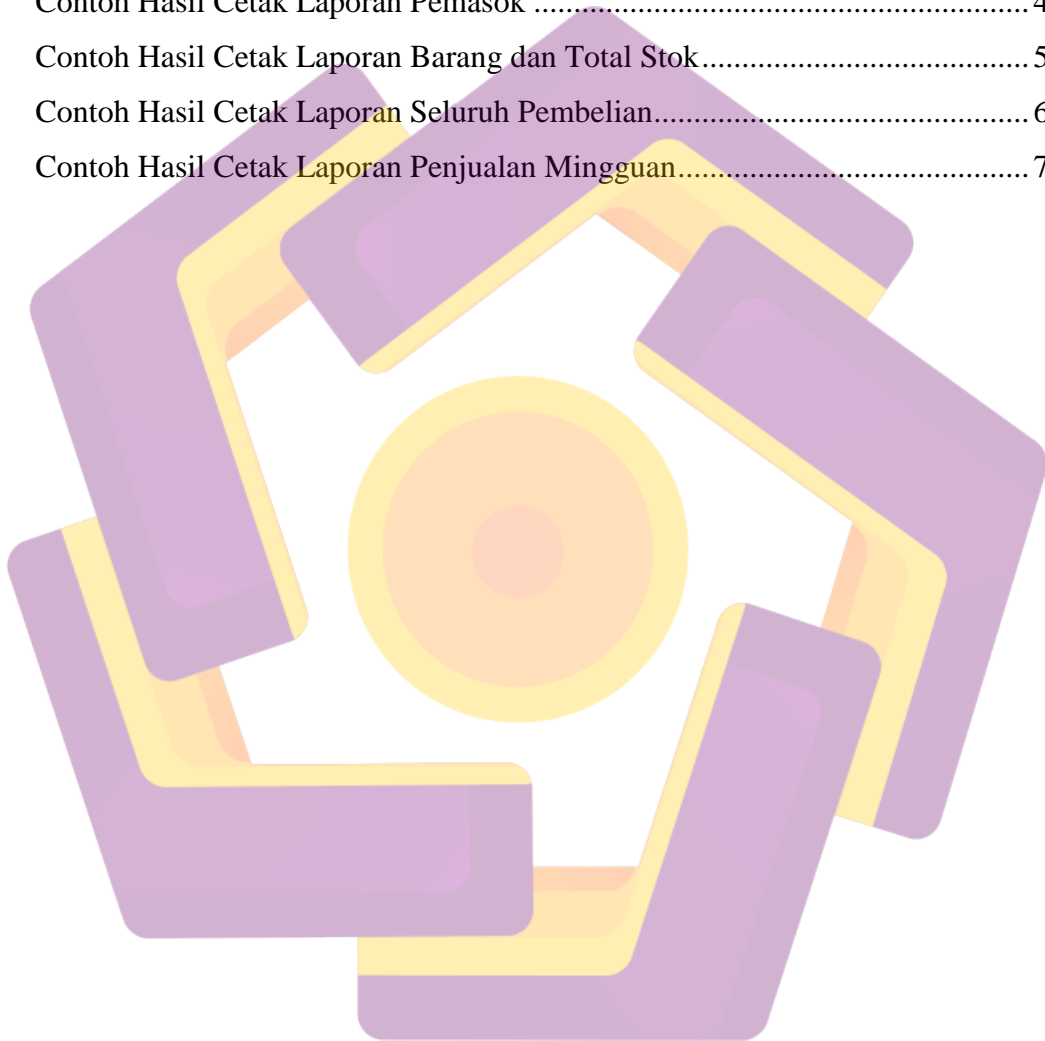 Contoh Hasil Cetak Laporan Pemasok ................................................ 4
Contoh Hasil Cetak Laporan Barang dan Total Stok ................................ 5
Contoh Hasil Cetak Laporan Seluruh Pembelian ..................................... 6
Contoh Hasil Cetak Laporan Penjualan Mingguan .................................. 7